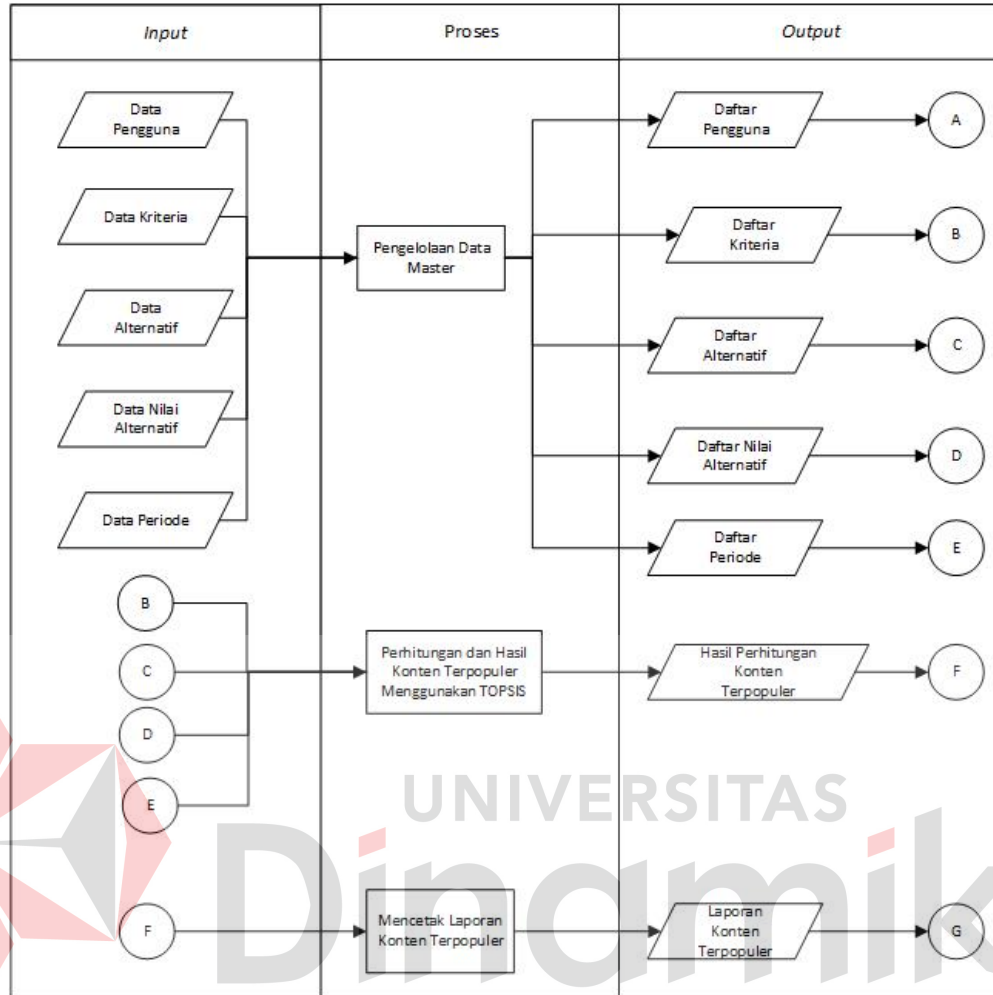 Input
Proses
Output
Data
Pengguna
Daftar
Pengguna
A
Data Kriteria
Pengelolaan Data
Master
Daftar
Kriteria
B
Data
Alternatif
Daftar
Alternatif
C
Data Nilai
Alternatif
Daftar Nilai
Alternatif
D
Data Periode
Daftar
Periode
E
B
C
D
E
Perhitungan dan Hasil
Konten Terpopuler
Menggunakan TOPSIS
Hasil Perhitungan
Konten
Terpopuler
F
UNIVERSITAS
Dinamik
F
Mencetak Laporan
Konten Terpopuler
Laporan
Konten
Terpopuler
G